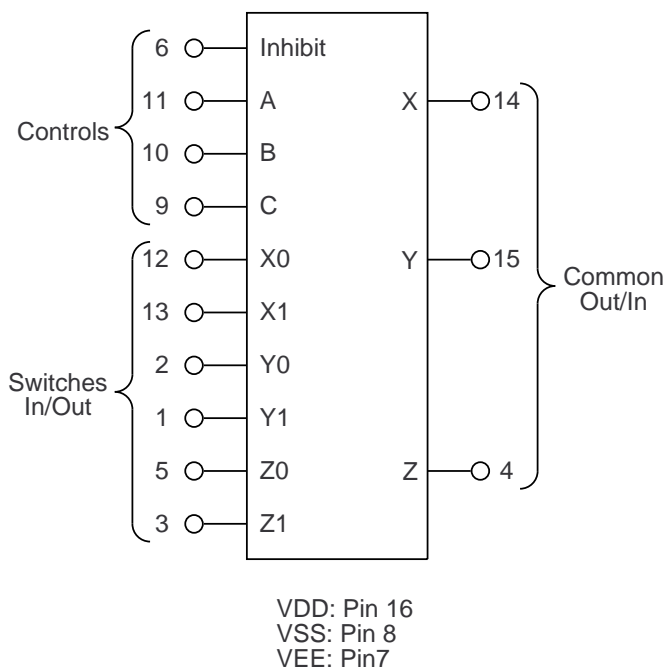 6 Inhibit
11 A X 14
Controls
10 B
9 C
12 X0 Y 15
Common
Out/In
13 X1
2 Y0
Switches
In/Out
1 Y1
5 Z0 Z 4
3 Z1
VDD: Pin 16
VSS: Pin 8
VEE: Pin7